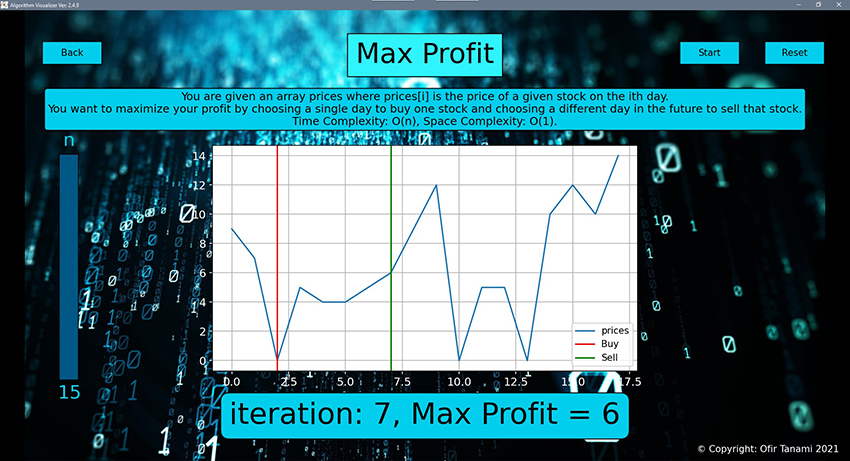 Algorithm Visualizer Ver. 2.4.9
Back
Max Profit
Start
Reset
You are given an array prices where prices[i] is the price of a given stock on the ith day.
You want to maximize your profit by choosing a single day to buy one stock and choosing a different day in the future to sell that stock.
Time Complexity: O(n), Space Complexity: O(1).
n
15
14
12
10
8
6
4
2
0
0.0 2.5 5.0 7.5 10.0 12.5 15.0 17.5
prices
Buy
Sell
iteration: 7, Max Profit = 6
© Copyright: Ofir Tanami 2021